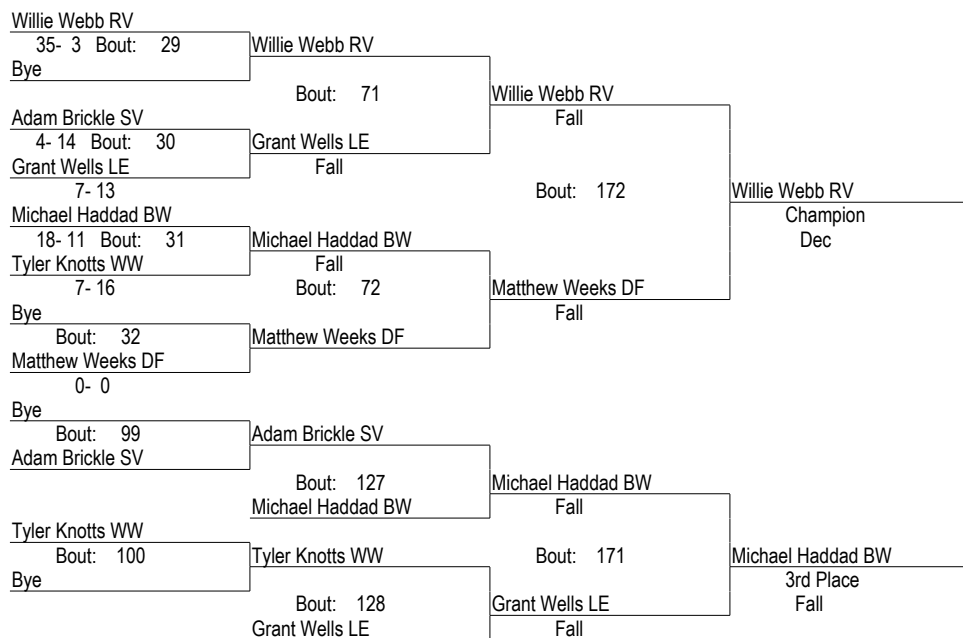 Willie Webb RV
35- 3 Bout: 29 Willie Webb RV
Bye
Bout: 71 Willie Webb RV
Adam Brickle SV Fall
4- 14 Bout: 30 Grant Wells LE
Grant Wells LE Fall
7- 13 Bout: 172 Willie Webb RV
Michael Haddad BW Champion
18- 11 Bout: 31 Michael Haddad BW Dec
Tyler Knotts WW Fall
7- 16 Bout: 72 Matthew Weeks DF
Bye Fall
Bout: 32 Matthew Weeks DF
Matthew Weeks DF
0- 0
Bye
Bout: 99 Adam Brickle SV
Adam Brickle SV
Bout: 127 Michael Haddad BW
Michael Haddad BW Fall
Tyler Knotts WW
Bout: 100 Tyler Knotts WW Bout: 171 Michael Haddad BW
Bye 3rd Place
Bout: 128 Grant Wells LE Fall
Grant Wells LE Fall